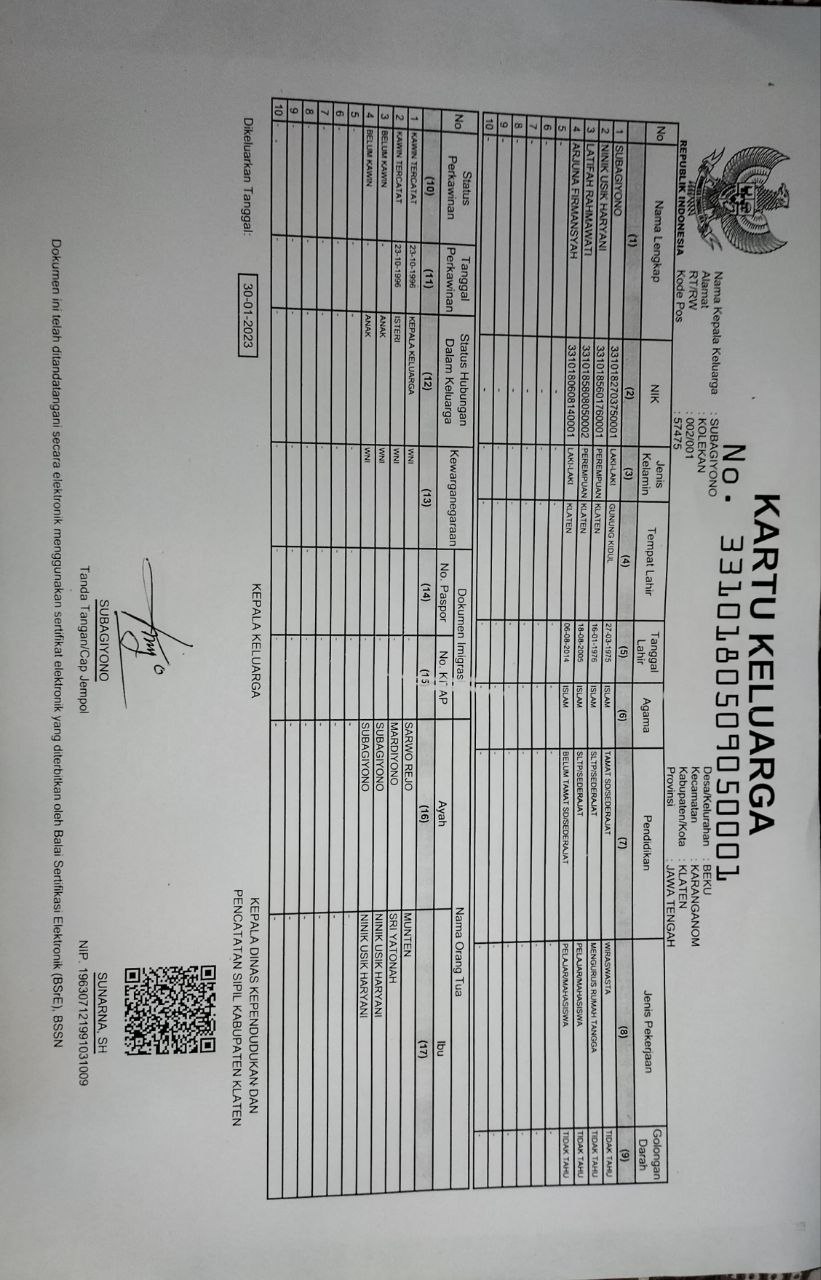 KARTU KELUARGA
No. 3310180509050001
REPUBLIK INDONESIA
Nama Kepala Keluarga : SUBAGIYONO
Alamat : KOLEKAN
RT/RW : 002/001
Kode Pos : 57475
Desa/Kelurahan : BEKU
Kecamatan : KARANGANOM
Kabupaten/Kota : KLATEN
Provinsi : JAWA TENGAH
No Nama Lengkap NIK Jenis Kelamin Tempat Lahir Tanggal Lahir Agama Pendidikan Jenis Pekerjaan Golongan Darah
(1) (2) (3) (4) (5) (6) (7) (8) (9)
1 SUBAGIYONO 3310182703750001 LAKI-LAKI GUNUNG KIDUL 27-03-1975 ISLAM TAMAT SD/SEDERAJAT WIRASWASTA TIDAK TAHU
2 NINIK USIK HARYANI 3310185601760001 PEREMPUAN KLATEN 16-01-1976 ISLAM SLTP/SEDERAJAT MENGURUS RUMAH TANGGA TIDAK TAHU
3 LATIFAH RAHMAWATI 3310185808050002 PEREMPUAN KLATEN 18-08-2005 ISLAM SLTP/SEDERAJAT PELAJAR/MAHASISWA TIDAK TAHU
4 ARJUNA FIRMANSYAH 3310180608140001 LAKI-LAKI KLATEN 06-08-2014 ISLAM BELUM TAMAT SD/SEDERAJAT PELAJAR/MAHASISWA TIDAK TAHU
5 - - - - - - - - -
6 - - - - - - - - -
7 - - - - - - - - -
8 - - - - - - - - -
9 - - - - - - - - -
10 - - - - - - - - -
No Status Perkawinan Tanggal Perkawinan Status Hubungan Dalam Keluarga Kewarganegaraan Dokumen Imigrasi Nama Orang Tua
No. Paspor No. KITAP Ayah Ibu
(10) (11) (12) (13) (14) (15) (16) (17)
1 KAWIN TERCATAT 23-10-1996 KEPALA KELUARGA WNI SARWO REJO MUNTEN
2 KAWIN TERCATAT 23-10-1996 ISTERI WNI MARDIYONO SRI YATONAH
3 BELUM KAWIN - ANAK WNI SUBAGIYONO NINIK USIK HARYANI
4 BELUM KAWIN - ANAK WNI SUBAGIYONO NINIK USIK HARYANI
5 - - - - - - - -
6 - - - - - - - -
7 - - - - - - - -
8 - - - - - - - -
9 - - - - - - - -
10 - - - - - - - -
Dikeluarkan Tanggal : 30-01-2023
KEPALA KELUARGA
SUBAGIYONO
Tanda Tangan/Cap Jempol
KEPALA DINAS KEPENDUDUKAN DAN
PENCATATAN SIPIL KABUPATEN KLATEN
SUNARNA, SH
NIP. 196307121991031009
Dokumen ini telah ditandatangani secara elektronik menggunakan sertifikat elektronik yang diterbitkan oleh Balai Sertifikasi Elektronik (BSrE), BSSN